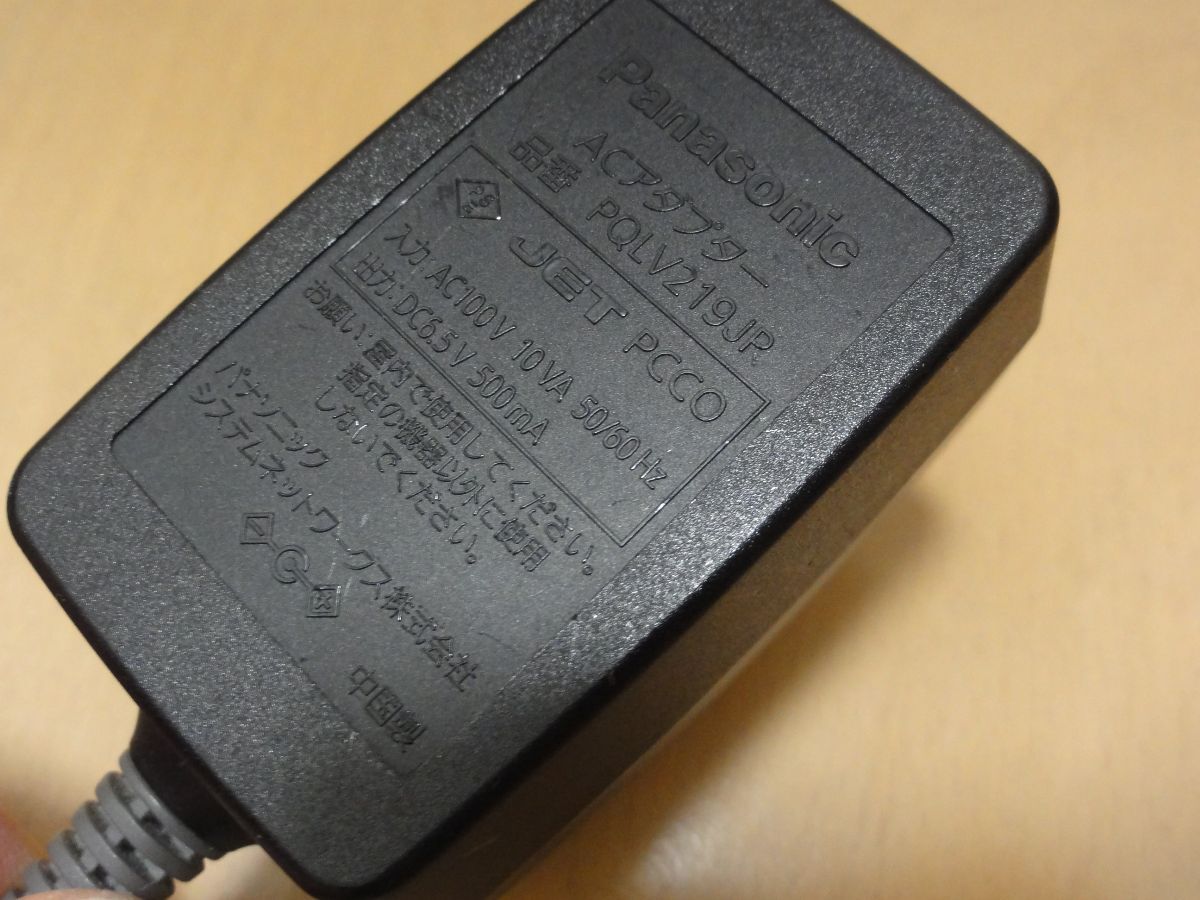 Panasonic
ACアダプター
品番 PQLV219JR
PS E JET PCCO
入力: AC100V 10VA 50/60Hz
出力: DC6.5V 500mA
お願い: 屋内で使用してください。
指定の機器以外に使用
しないでください。
パナソニック
システムネットワークス株式会社
中国製